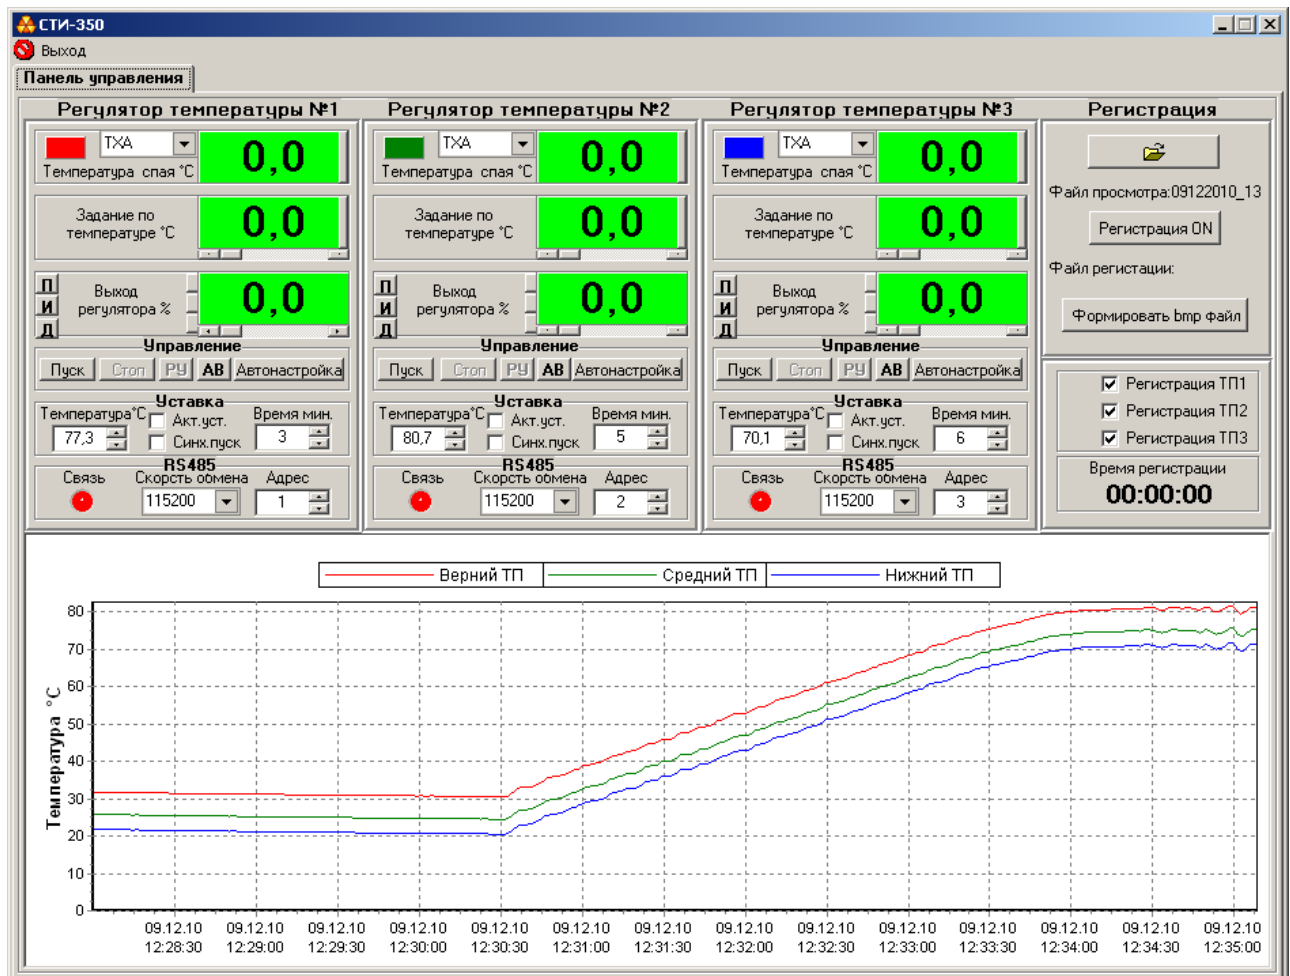 СТИ-350
Выход
Панель управления
Регулятор температуры №1
Регулятор температуры №2
Регулятор температуры №3
Регистрация
ТХА
0,0
Температура спая °С
Задание по
температуре °С
0,0
П
И
Д
Выход
регулятора %
0,0
Управление
Пуск Стоп РУ АВ Автонастройка
Уставка
Температура°С Акт.уст. Время мин.
77,3 Синх.пуск 3
RS485
Связь Скорсть обмена Адрес
115200 1
ТХА
0,0
Температура спая °С
Задание по
температуре °С
0,0
П
И
Д
Выход
регулятора %
0,0
Управление
Пуск Стоп РУ АВ Автонастройка
Уставка
Температура°С Акт.уст. Время мин.
80,7 Синх.пуск 5
RS485
Связь Скорсть обмена Адрес
115200 2
ТХА
0,0
Температура спая °С
Задание по
температуре °С
0,0
П
И
Д
Выход
регулятора %
0,0
Управление
Пуск Стоп РУ АВ Автонастройка
Уставка
Температура°С Акт.уст. Время мин.
70,1 Синх.пуск 6
RS485
Связь Скорсть обмена Адрес
115200 3
Файл просмотра:09122010_13
Регистрация ON
Файл регистации:
Формировать bmp файл
Регистрация ТП1
Регистрация ТП2
Регистрация ТП3
Время регистрации
00:00:00
Верний ТП Средний ТП Нижний ТП
Температура °С
80
70
60
50
40
30
20
10
0
09.12.10 09.12.10 09.12.10 09.12.10 09.12.10 09.12.10 09.12.10 09.12.10 09.12.10 09.12.10 09.12.10 09.12.10 09.12.10 09.12.10
12:28:30 12:29:00 12:29:30 12:30:00 12:30:30 12:31:00 12:31:30 12:32:00 12:32:30 12:33:00 12:33:30 12:34:00 12:34:30 12:35:00